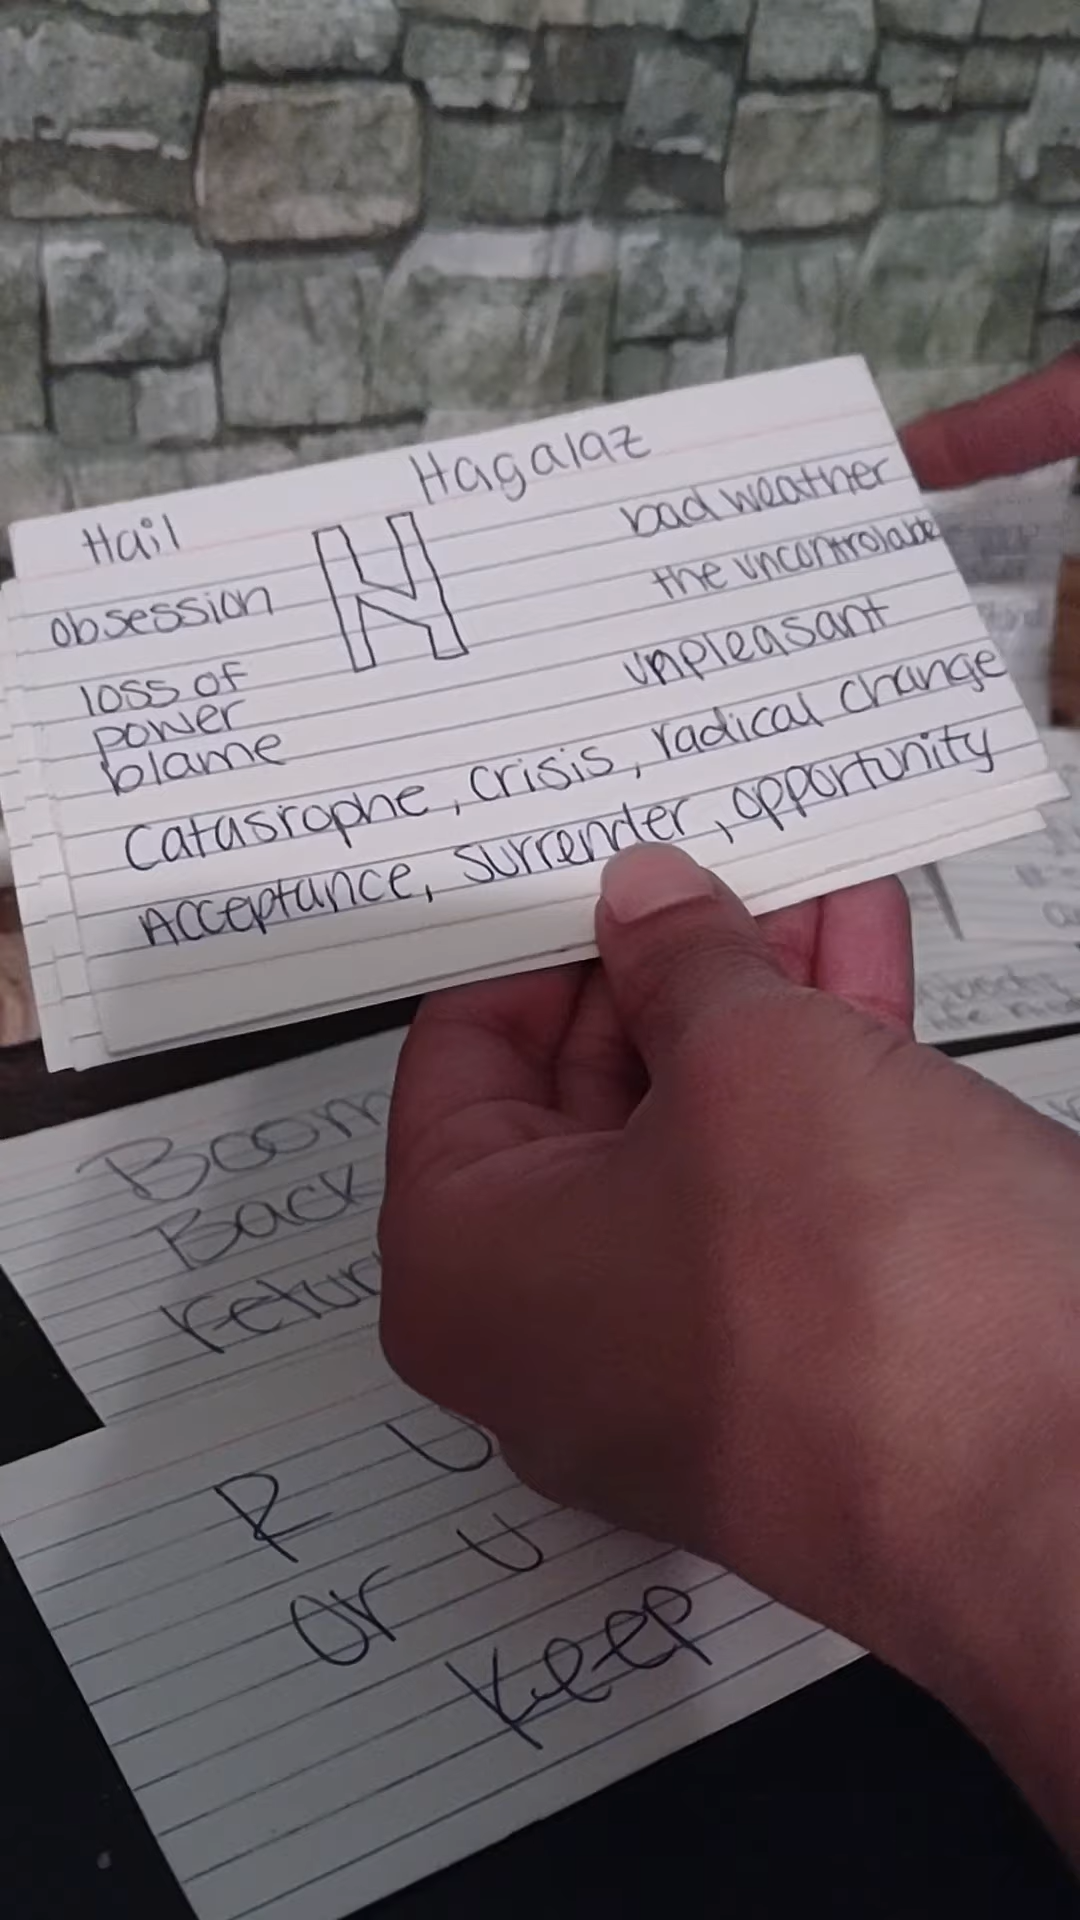 Hagalaz
Hail
obsession
loss of
power
blame
bad weather
the uncontrolable
unpleasant
Catasrophe, crisis, radical change
Acceptance, surrender, opportunity
Back
R U
or U
Keep